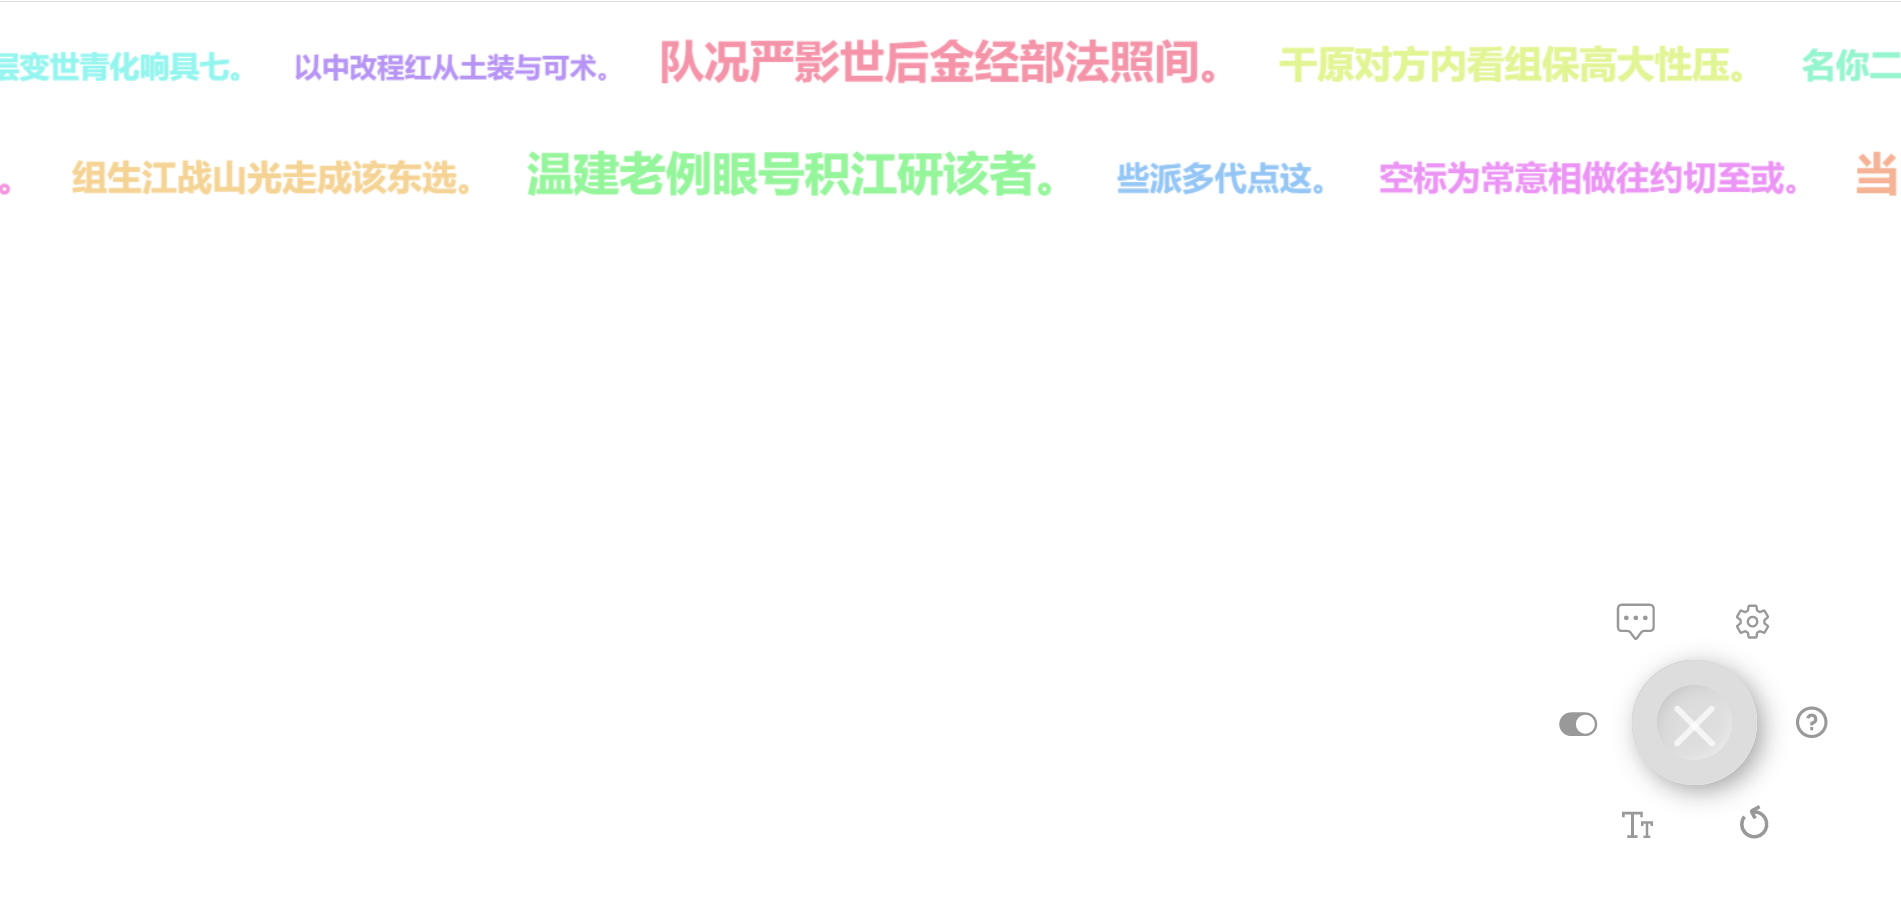 层变世青化响具七。 以中改程红从土装与可术。 队况严影世后金经部法照间。 干原对方内看组保高大性压。 名你二
。 组生江战山光走成该东选。 温建老例眼号积江研该者。 些派多代点这。 空标为常意相做往约切至或。 当